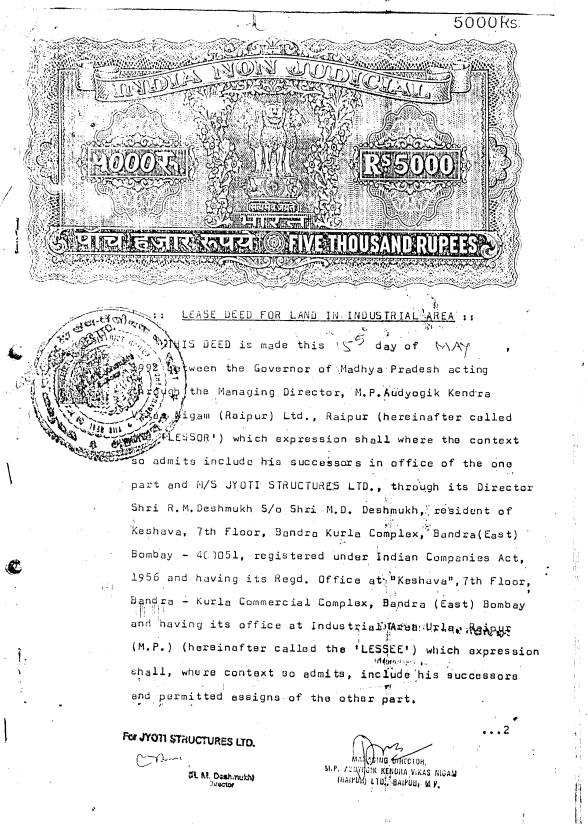 5000Rs.
INDIA NON JUDICIAL
Rs 5000
सत्यमेव जयते
भारत
पाँच हजार रुपये FIVE THOUSAND RUPEES
:: LEASE DEED FOR LAND IN INDUSTRIAL AREA ::
THIS DEED is made this day of MAY ,
between the Governor of Madhya Pradesh acting
the Managing Director, M.P.Audyogik Kendra
Nigam (Raipur) Ltd., Raipur (hereinafter called
LESSOR') which expression shall where the context
so admits include his successors in office of the one
part and M/S JYOTI STRUCTURES LTD., through its Director
Shri R.M.Deshmukh S/o Shri M.D. Deshmukh, resident of
Keshava, 7th Floor, Bandra Kurla Complex, Bandra(East)
Bombay - 400051, registered under Indian Companies Act,
1956 and having its Regd. Office at "Keshava",7th Floor,
Bandra - Kurla Commercial Complex, Bandra (East) Bombay
and having its office at Industrial Area Urla, Raipur
(M.P.) (hereinafter called the 'LESSEE') which expression
shall, where context so admits, include his successors
and permitted assigns of the other part.
...2
For JYOTI STRUCTURES LTD.
(R. M. Deshmukh)
Director
MANAGING DIRECTOR,
M.P. AUDYOGIK KENDRA VIKAS NIGAM
(RAIPUR) LTD., RAIPUR, M.P.